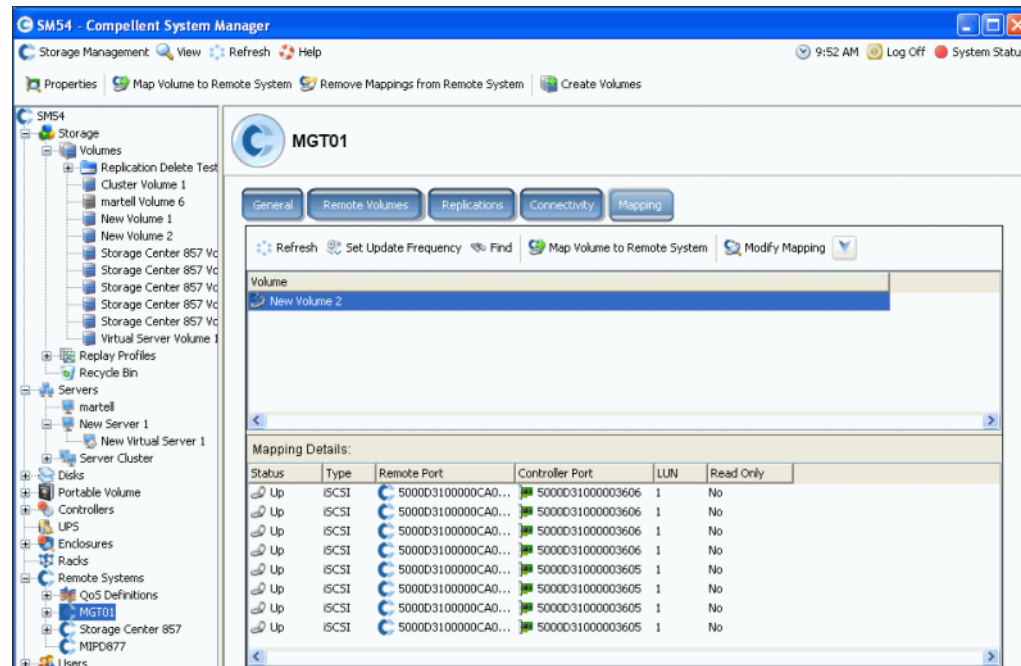 SM54 - Compellent System Manager
Storage Management View Refresh Help 9:52 AM Log Off System Statu
Properties Map Volume to Remote System Remove Mappings from Remote System Create Volumes
SM54
Storage
Volumes
Replication Delete Test
Cluster Volume 1
martell Volume 6
New Volume 1
New Volume 2
Storage Center 857 Vo
Storage Center 857 Vo
Storage Center 857 Vo
Storage Center 857 Vo
Storage Center 857 Vo
Virtual Server Volume 1
Replay Profiles
Recycle Bin
Servers
martell
New Server 1
New Virtual Server 1
Server Cluster
Disks
Portable Volume
Controllers
UPS
Enclosures
Racks
Remote Systems
QoS Definitions
MGT01
Storage Center 857
MIPD877
Users
MGT01
General Remote Volumes Replications Connectivity Mapping
Refresh Set Update Frequency Find Map Volume to Remote System Modify Mapping
Volume
New Volume 2
Mapping Details:
Status Type Remote Port Controller Port LUN Read Only
Up iSCSI 5000D3100000CA0... 5000D31000003606 1 No
Up iSCSI 5000D3100000CA0... 5000D31000003606 1 No
Up iSCSI 5000D3100000CA0... 5000D31000003606 1 No
Up iSCSI 5000D3100000CA0... 5000D31000003606 1 No
Up iSCSI 5000D3100000CA0... 5000D31000003605 1 No
Up iSCSI 5000D3100000CA0... 5000D31000003605 1 No
Up iSCSI 5000D3100000CA0... 5000D31000003605 1 No
Up iSCSI 5000D3100000CA0... 5000D31000003605 1 No